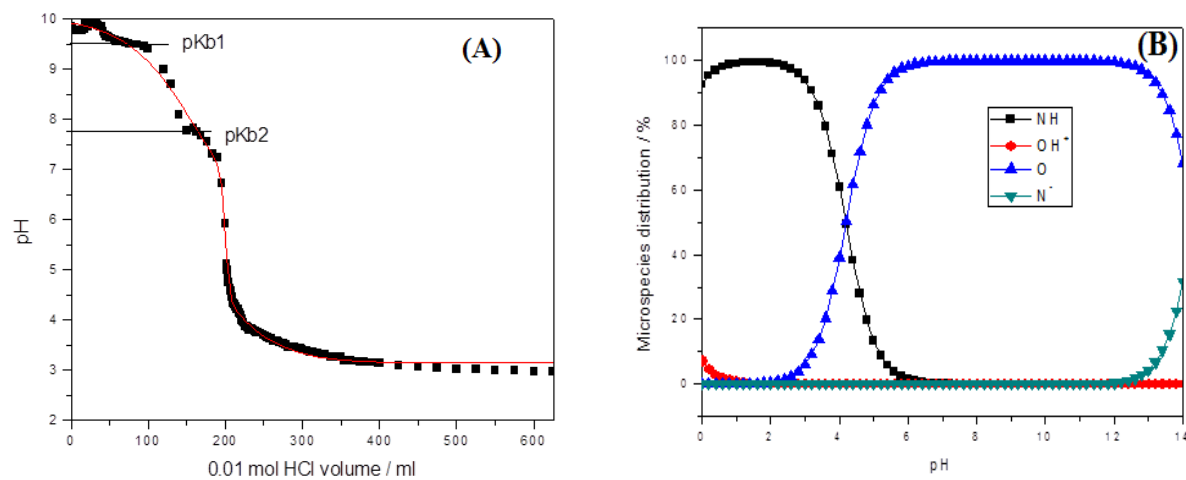 (A)
pKb1
pKb2
10
9
8
7
6
5
4
3
2
pH
0
100
200
300
400
500
600
0.01 mol HCl volume / ml
(B)
100
80
60
40
20
0
Microspecies distribution / %
NH
OH+
O
N-
0
2
4
6
8
10
12
14
pH